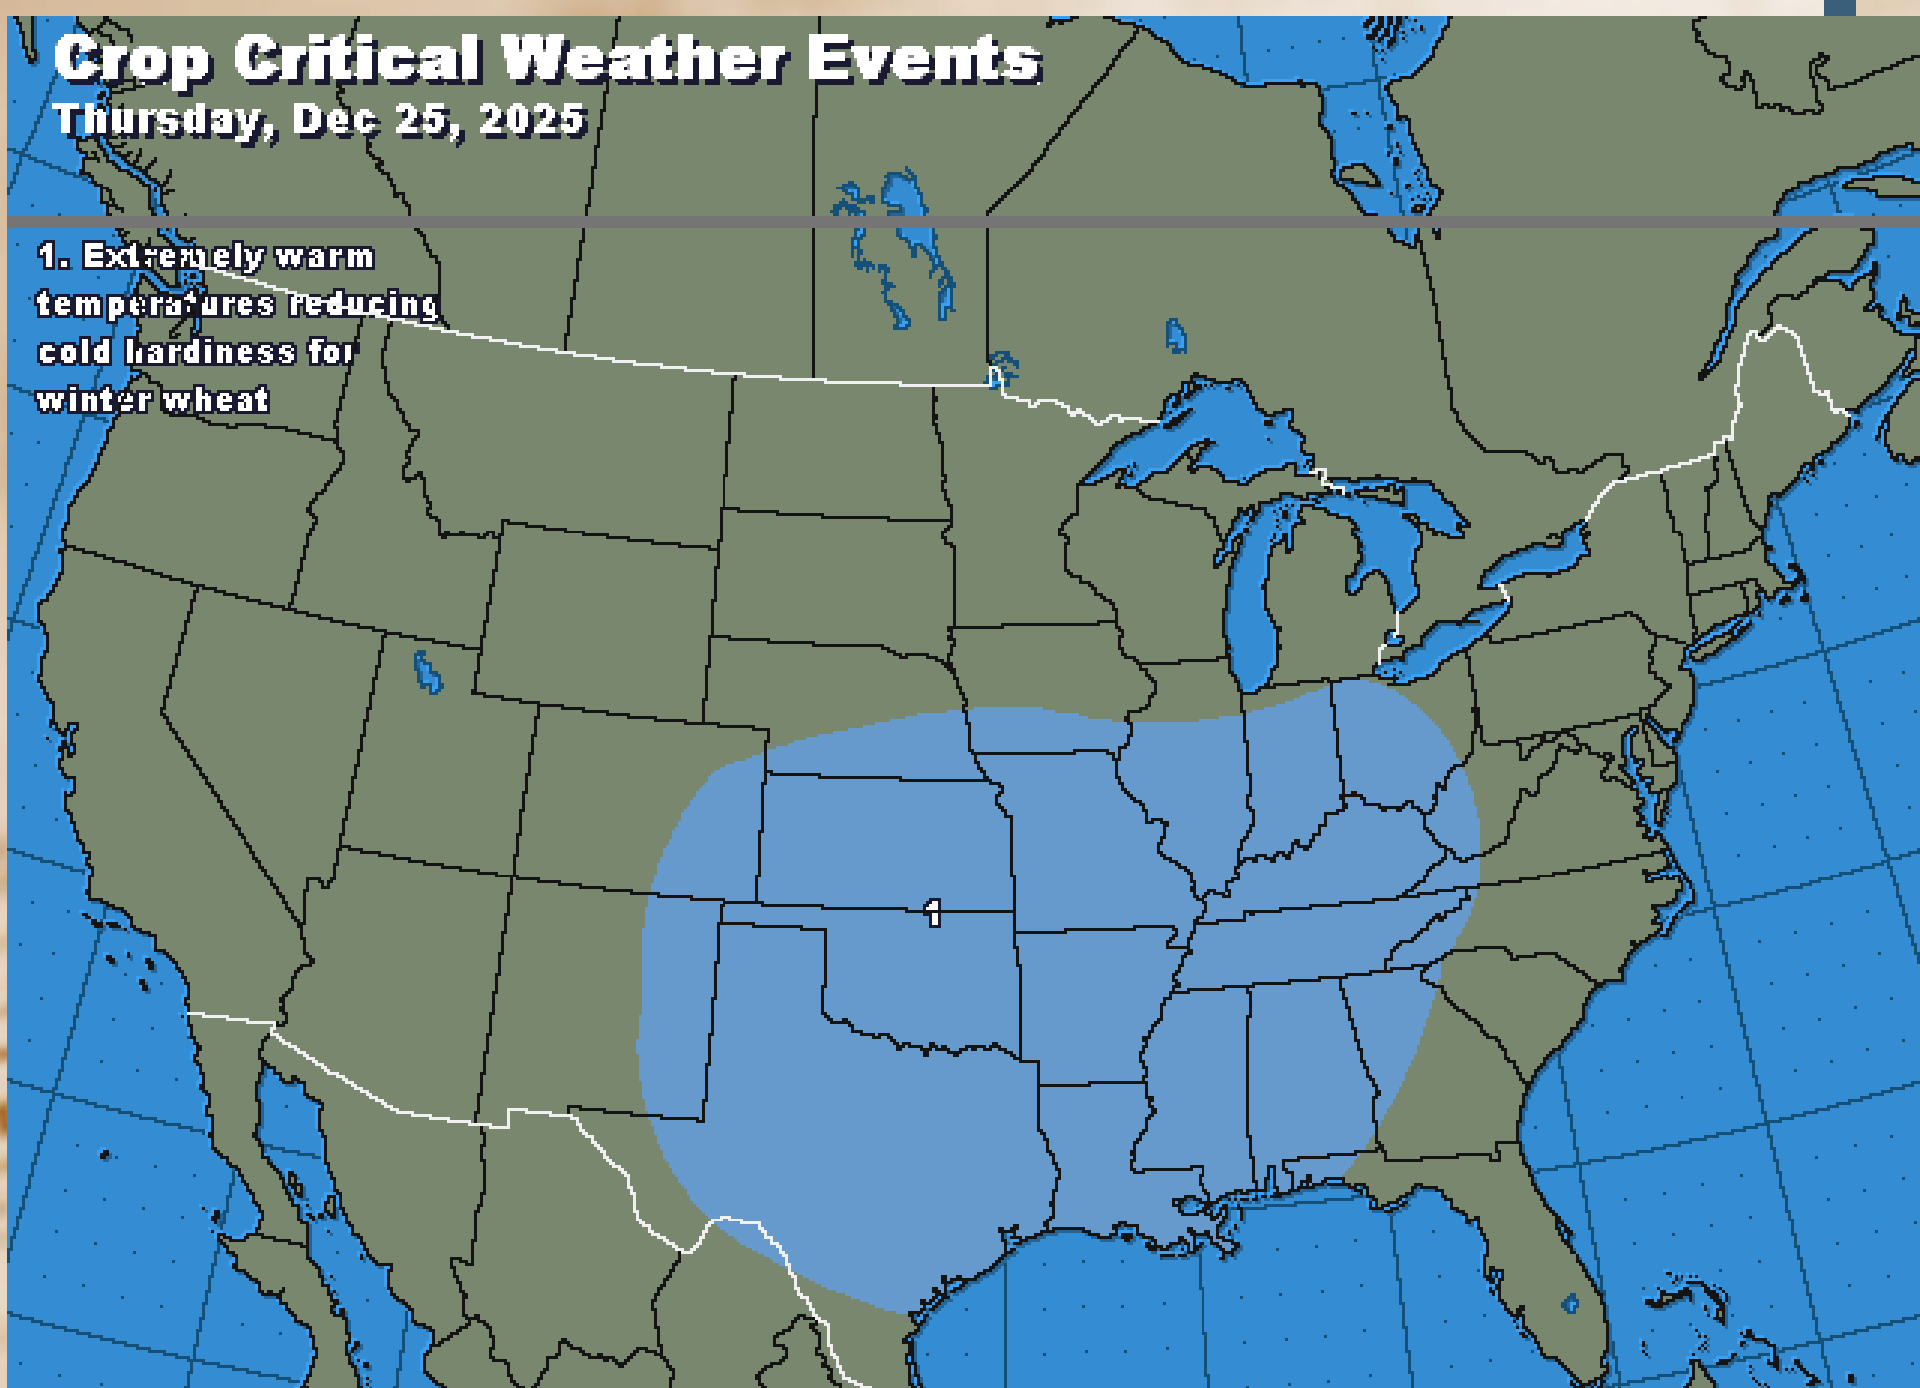 Crop Critical Weather Events
Thursday, Dec 25, 2025
1. Extremely warm
temperatures reducing
cold hardiness for
winter wheat
1